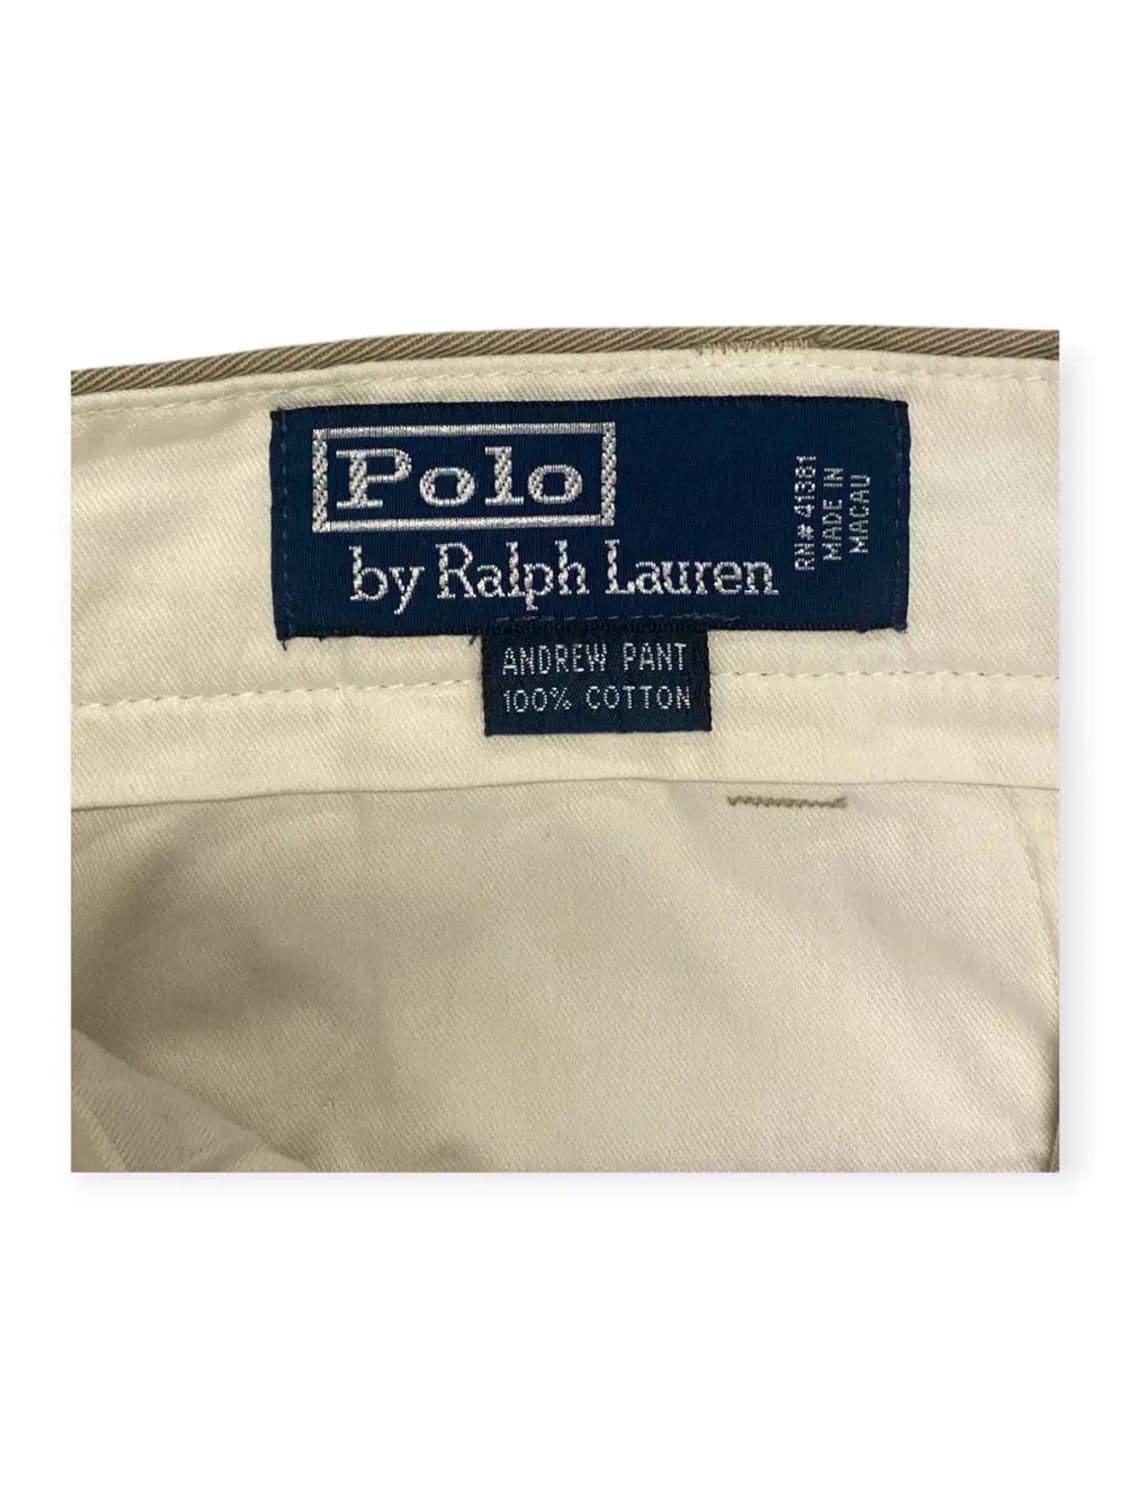 Polo
by Ralph Lauren
RN# 41381
MADE IN
MACAU
ANDREW PANT
100% COTTON